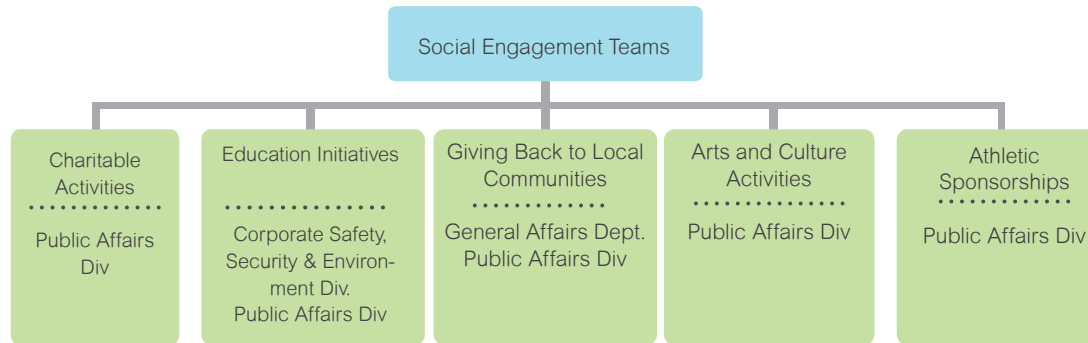 Social Engagement Teams
Charitable
Activities
Public Affairs
Div
Education Initiatives
Corporate Safety,
Security & Environ-
ment Div.
Public Affairs Div
Giving Back to Local
Communities
General Affairs Dept.
Public Affairs Div
Arts and Culture
Activities
Public Affairs Div
Athletic
Sponsorships
Public Affairs Div